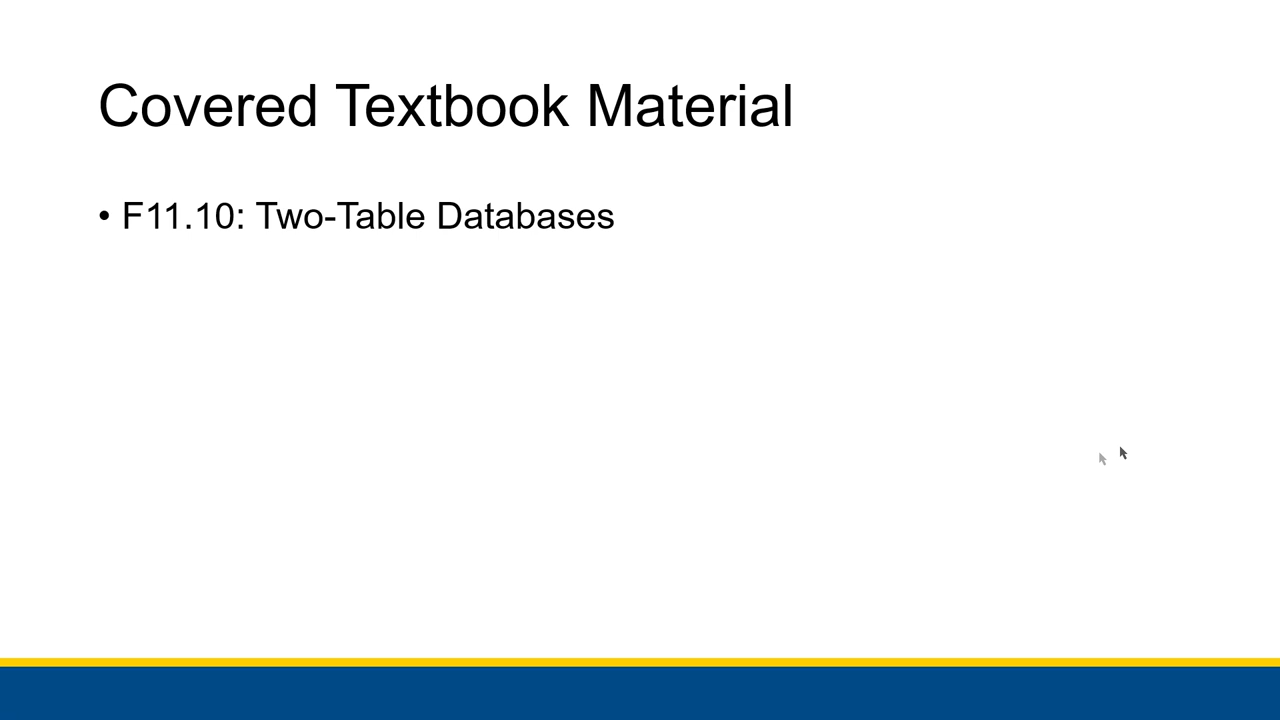 Covered Textbook Material
• F11.10: Two-Table Databases